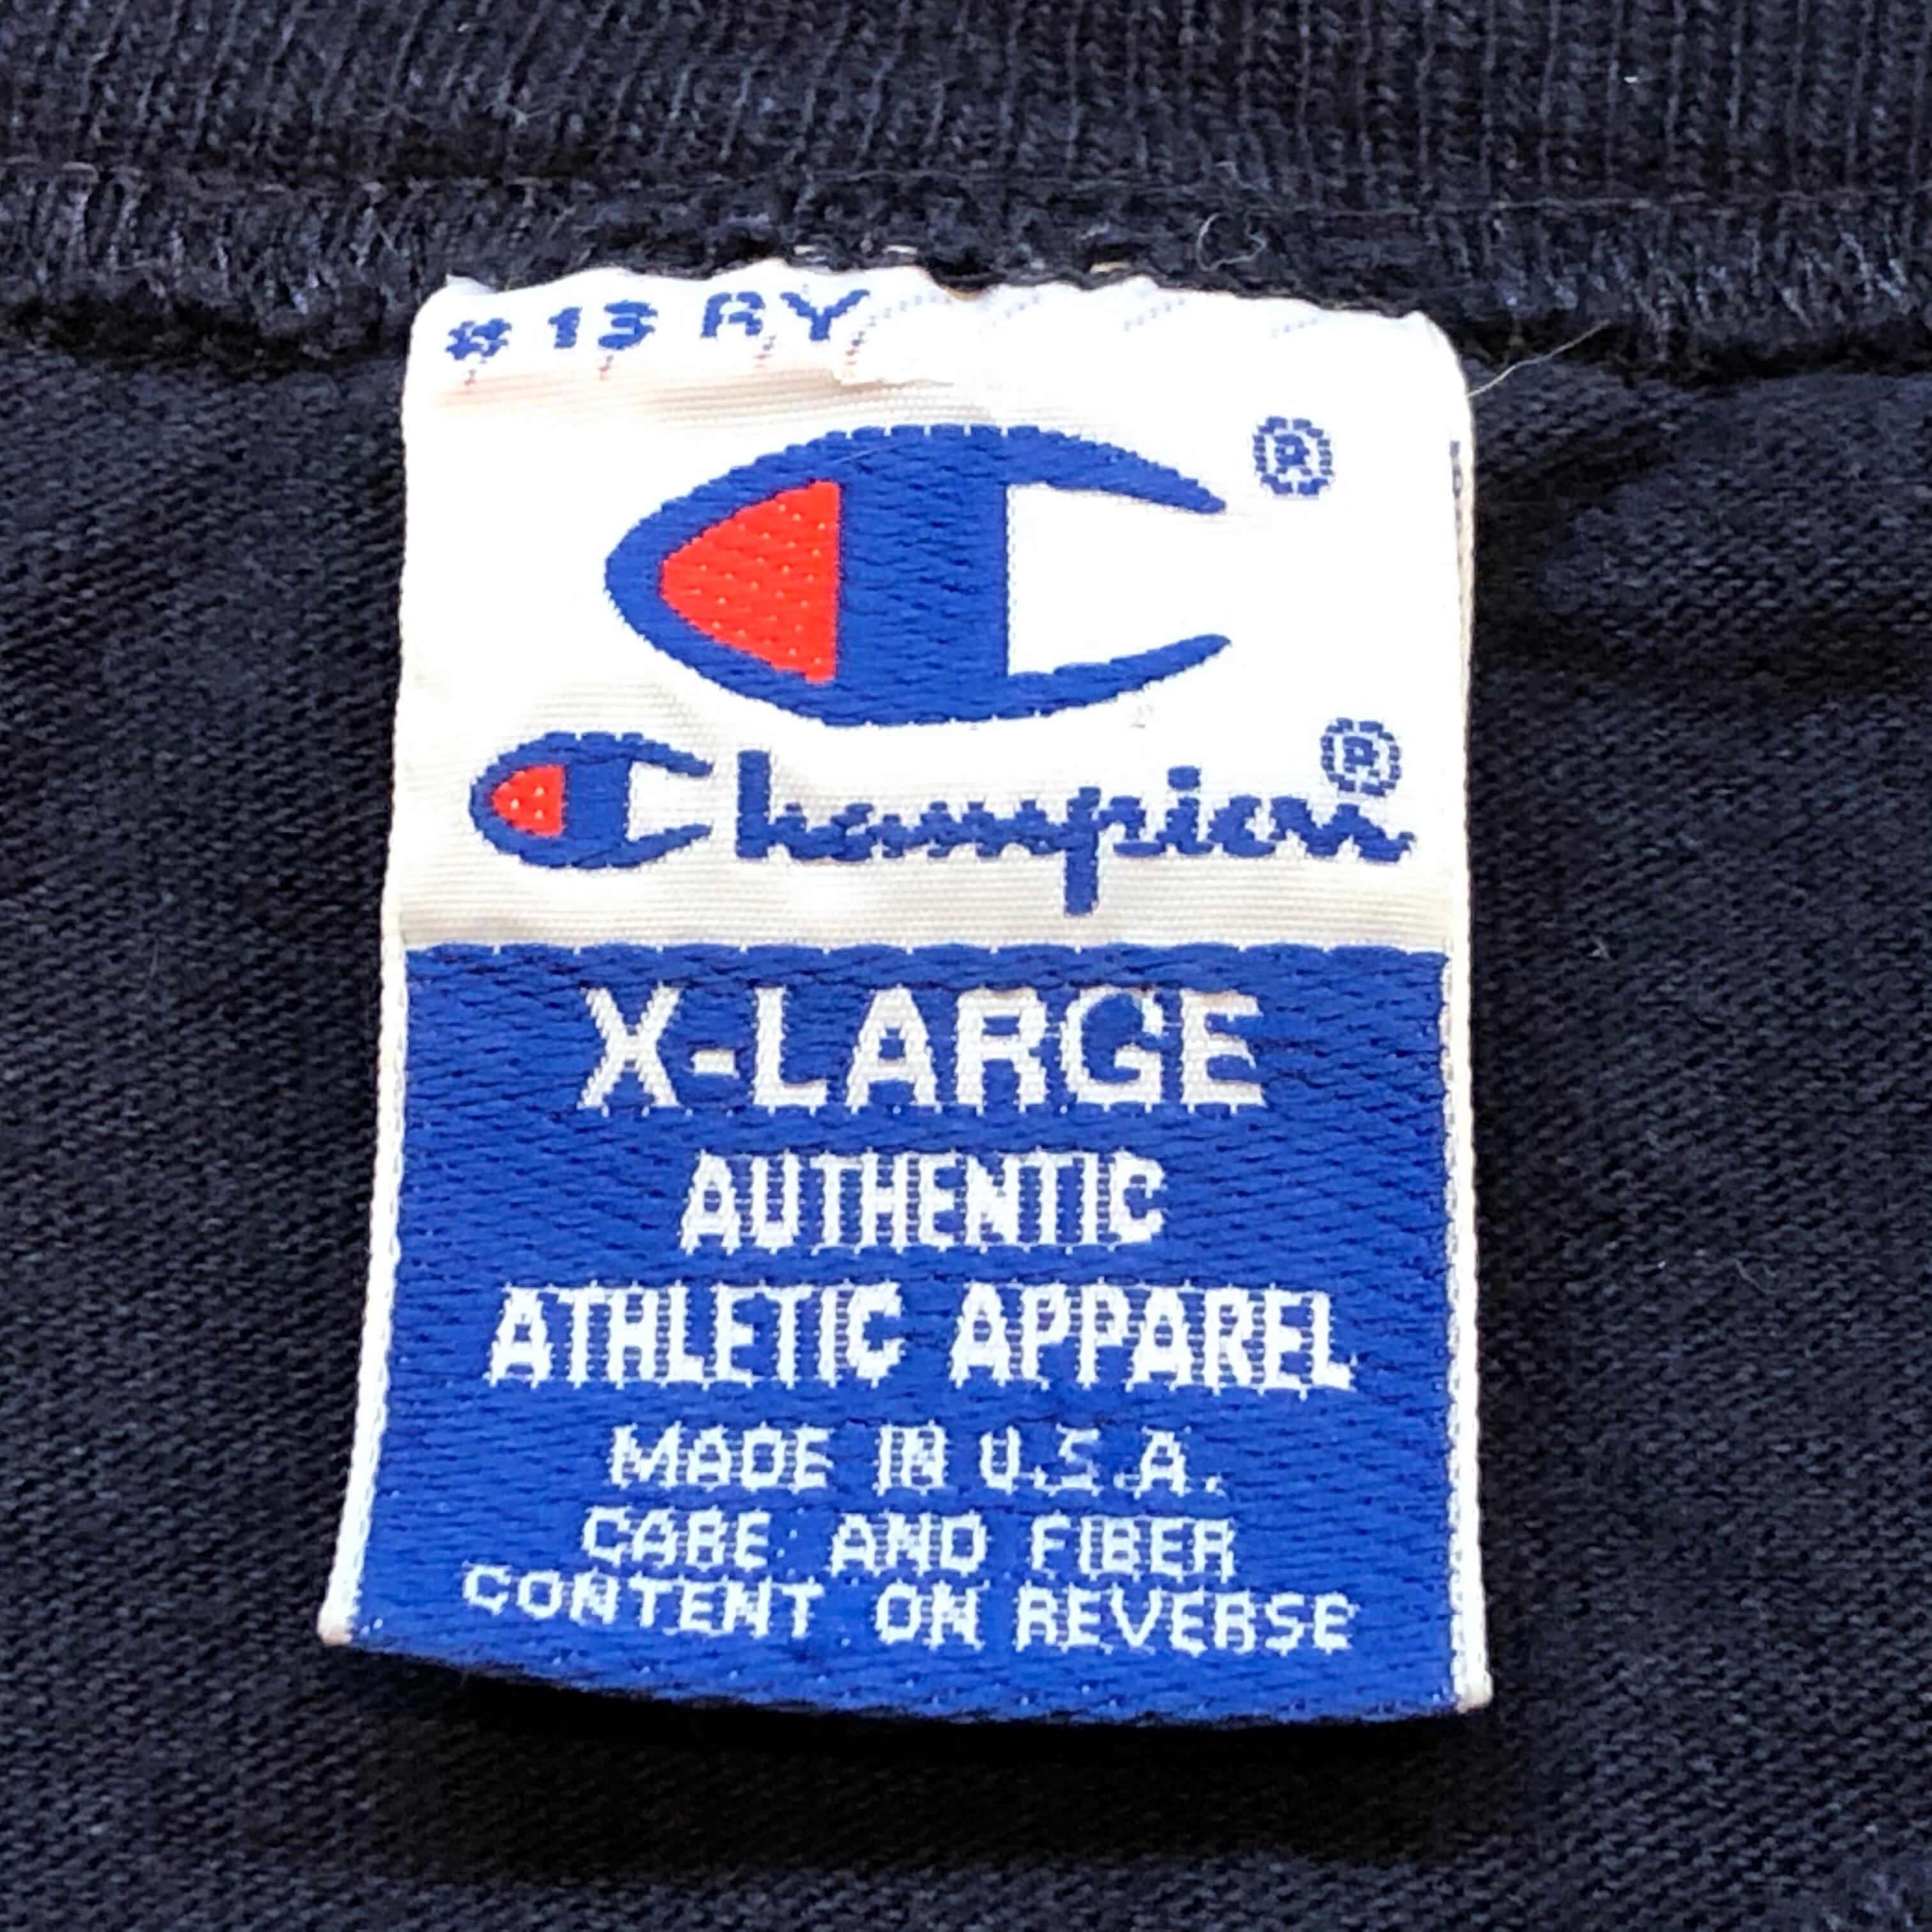 # 13 RY
®
Champion®
X-LARGE
AUTHENTIC
ATHLETIC APPAREL
MADE IN U.S.A.
CARE AND FIBER
CONTENT ON REVERSE